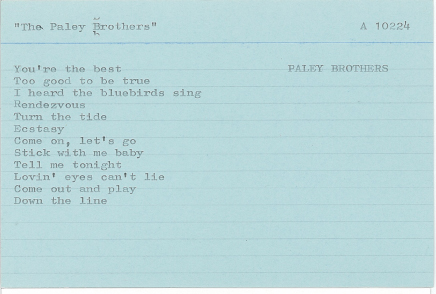 "The Paley Brothers" A 10224
You're the best PALEY BROTHERS
Too good to be true
I heard the bluebirds sing
Rendezvous
Turn the tide
Ecstasy
Come on, let's go
Stick with me baby
Tell me tonight
Lovin' eyes can't lie
Come out and play
Down the line